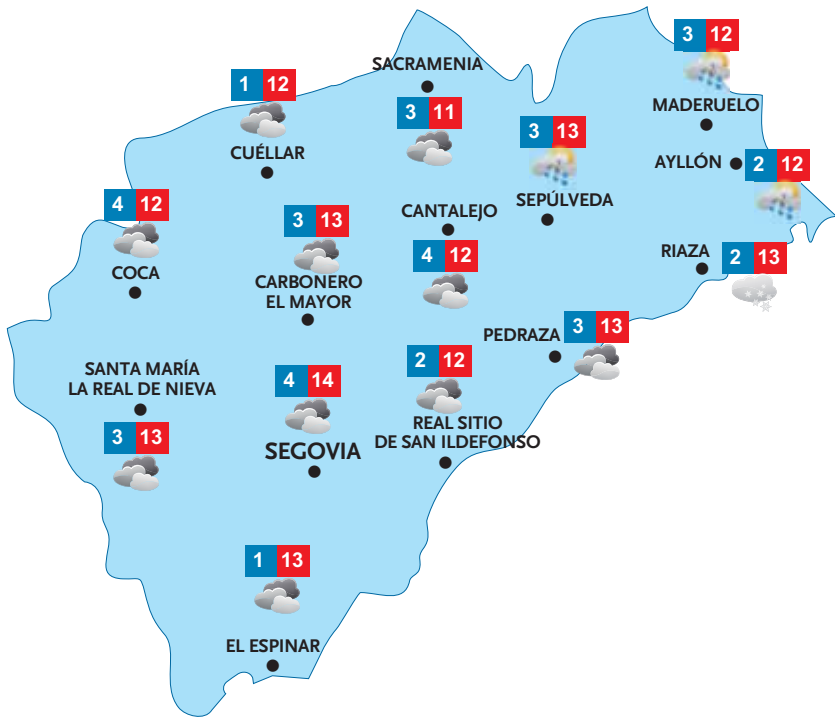 3 12
MADERUELO
SACRAMENIA
3 11
1 12
CUÉLLAR
3 13
SEPÚLVEDA
AYLLÓN
2 12
4 12
COCA
3 13
CARBONERO
EL MAYOR
CANTALEJO
4 12
RIAZA
2 13
PEDRAZA
3 13
SANTA MARÍA
LA REAL DE NIEVA
3 13
4 14
SEGOVIA
2 12
REAL SITIO
DE SAN ILDEFONSO
1 13
EL ESPINAR